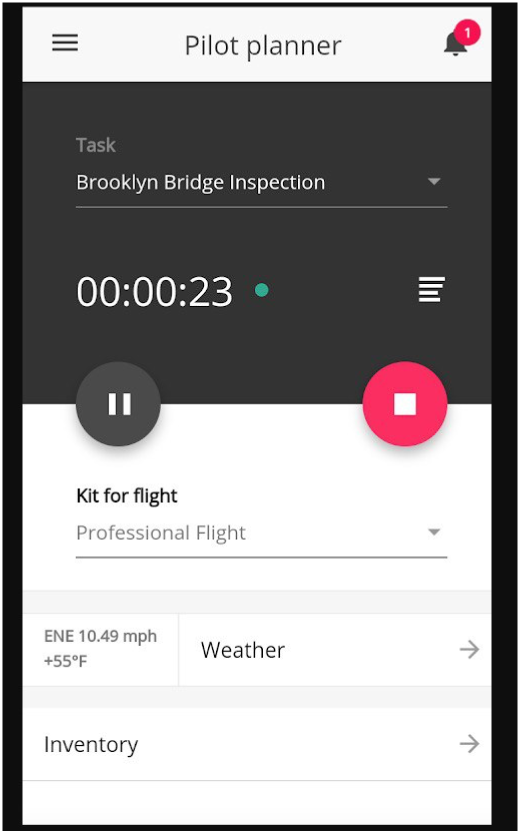 Pilot planner
1
Task
Brooklyn Bridge Inspection
00:00:23
Kit for flight
Professional Flight
ENE 10.49 mph
+55°F
Weather
Inventory